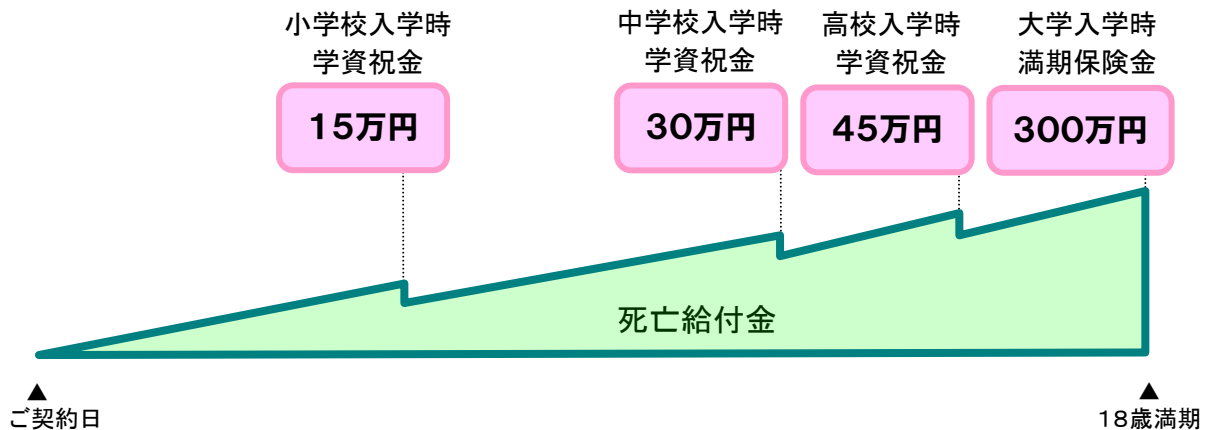 小学校入学時
学資祝金
15万円
中学校入学時
学資祝金
30万円
高校入学時
学資祝金
45万円
大学入学時
満期保険金
300万円
死亡給付金
▲
ご契約日
▲
18歳満期